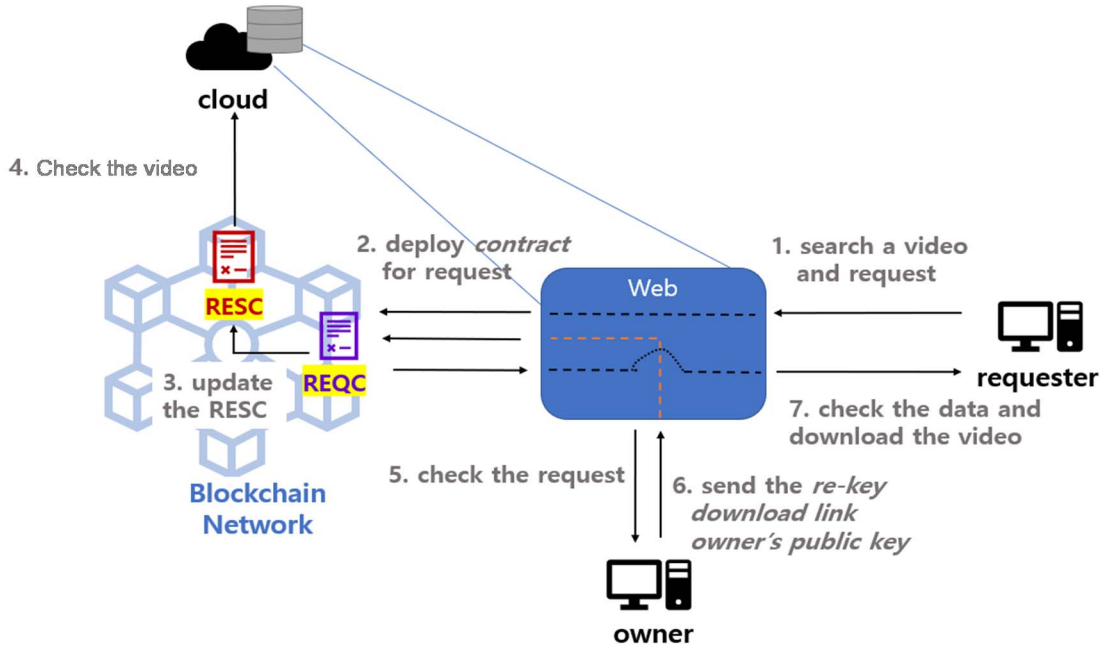 cloud
4. Check the video
2. deploy contract
for request
1. search a video
and request
Web
RESC
REQC
3. update
the RESC
requester
7. check the data and
download the video
5. check the request
6. send the re-key
download link
owner's public key
Blockchain
Network
owner